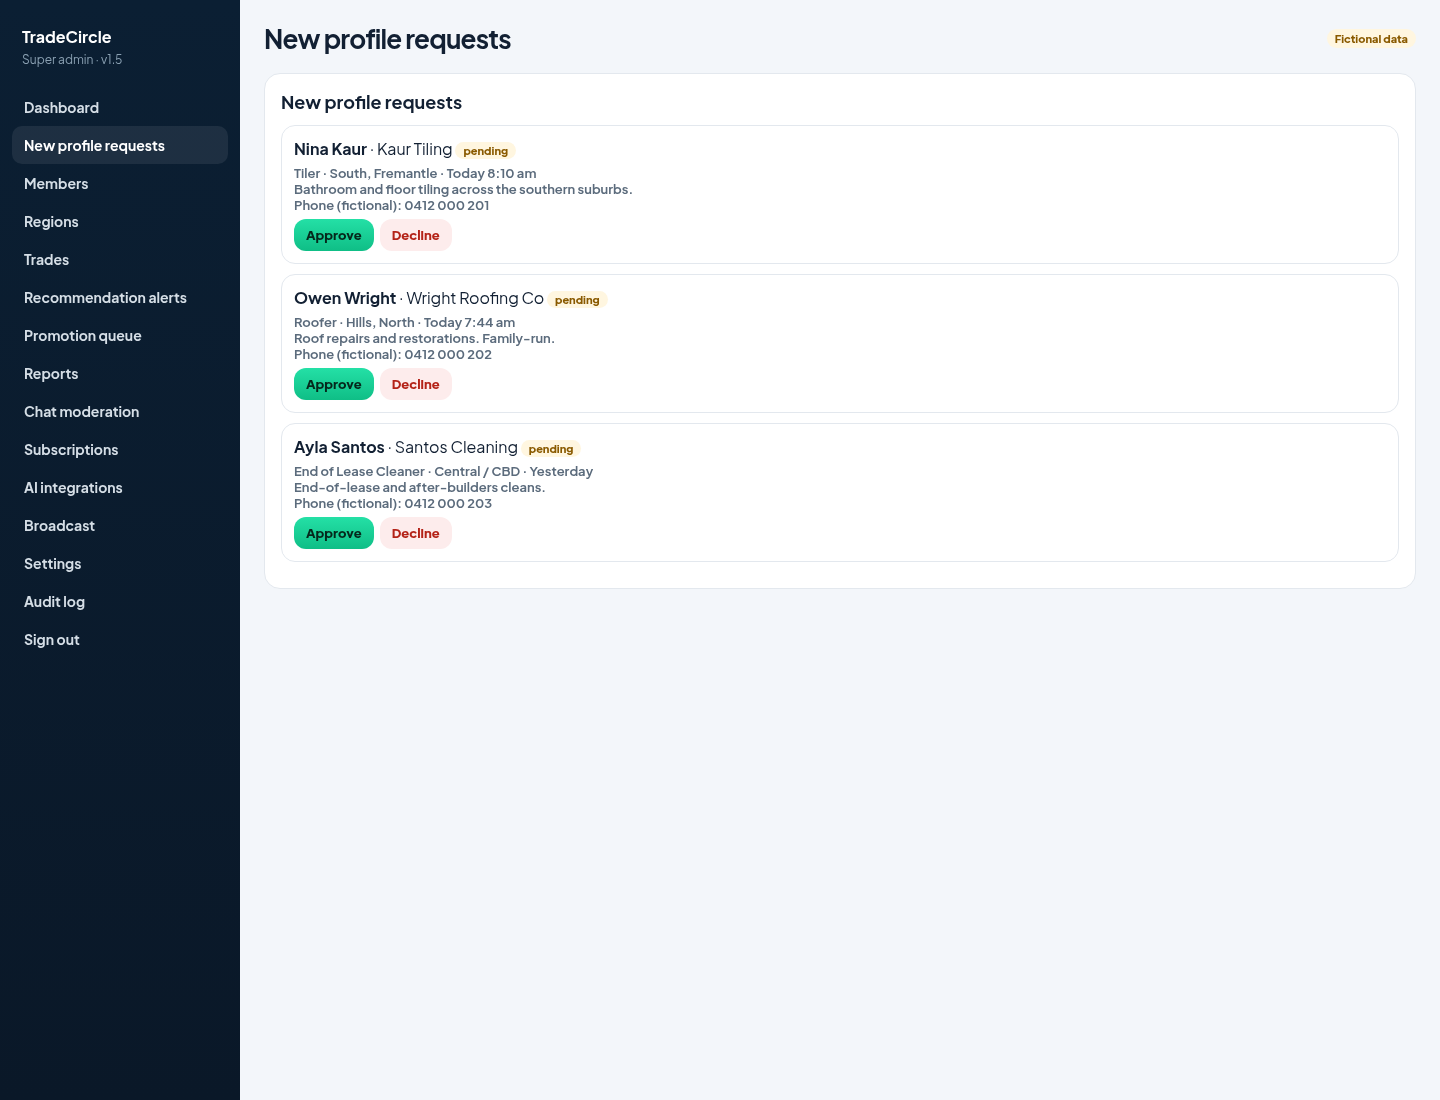 TradeCircle
Super admin · v1.5
Dashboard
New profile requests
Members
Regions
Trades
Recommendation alerts
Promotion queue
Reports
Chat moderation
Subscriptions
AI integrations
Broadcast
Settings
Audit log
Sign out
New profile requests
Fictional data
New profile requests
Nina Kaur · Kaur Tiling pending
Tiler · South, Fremantle · Today 8:10 am
Bathroom and floor tiling across the southern suburbs.
Phone (fictional): 0412 000 201
Approve Decline
Owen Wright · Wright Roofing Co pending
Roofer · Hills, North · Today 7:44 am
Roof repairs and restorations. Family-run.
Phone (fictional): 0412 000 202
Approve Decline
Ayla Santos · Santos Cleaning pending
End of Lease Cleaner · Central / CBD · Yesterday
End-of-lease and after-builders cleans.
Phone (fictional): 0412 000 203
Approve Decline